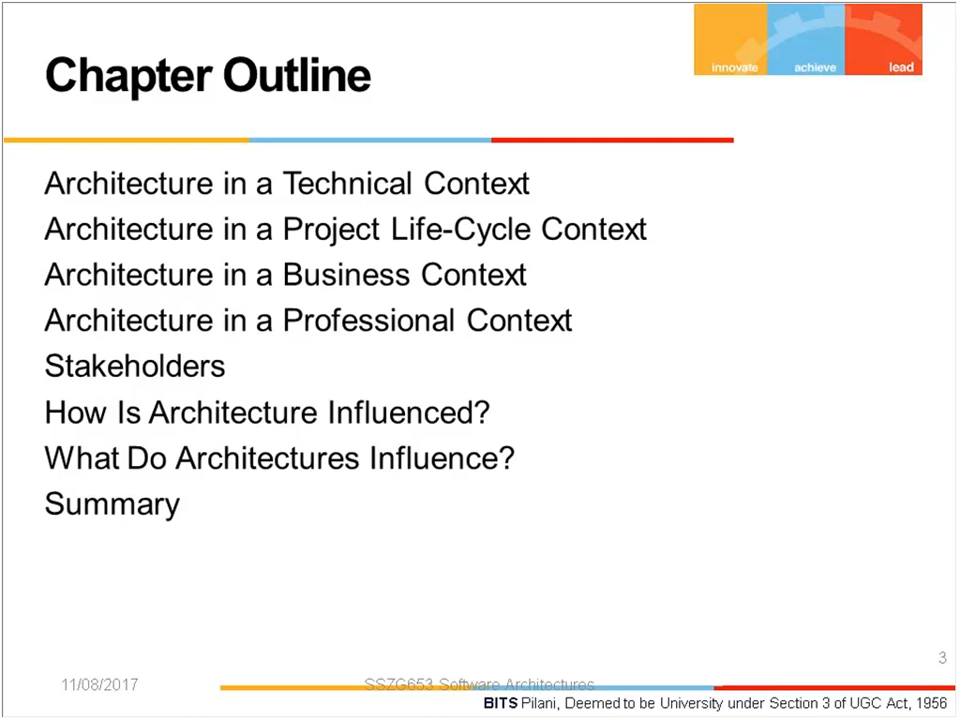 innovate achieve lead
Chapter Outline
Architecture in a Technical Context
Architecture in a Project Life-Cycle Context
Architecture in a Business Context
Architecture in a Professional Context
Stakeholders
How Is Architecture Influenced?
What Do Architectures Influence?
Summary
3
11/08/2017 SSZG653 Software Architectures
BITS Pilani, Deemed to be University under Section 3 of UGC Act, 1956